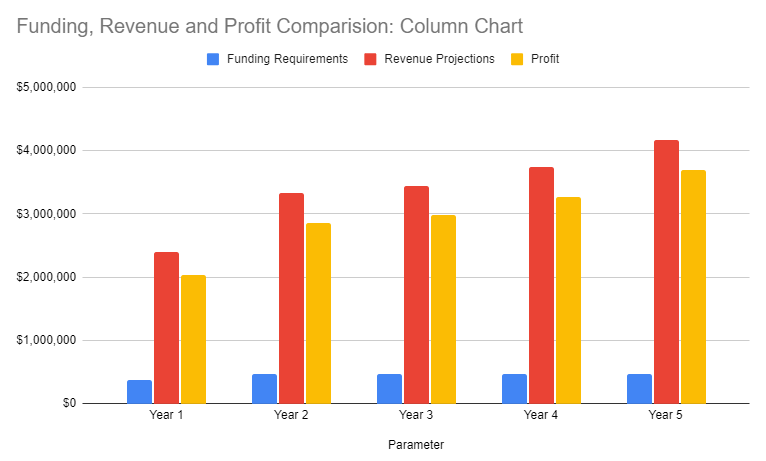 Funding, Revenue and Profit Comparision: Column Chart
Funding Requirements Revenue Projections Profit
$5,000,000
$4,000,000
$3,000,000
$2,000,000
$1,000,000
$0
Year 1 Year 2 Year 3 Year 4 Year 5
Parameter